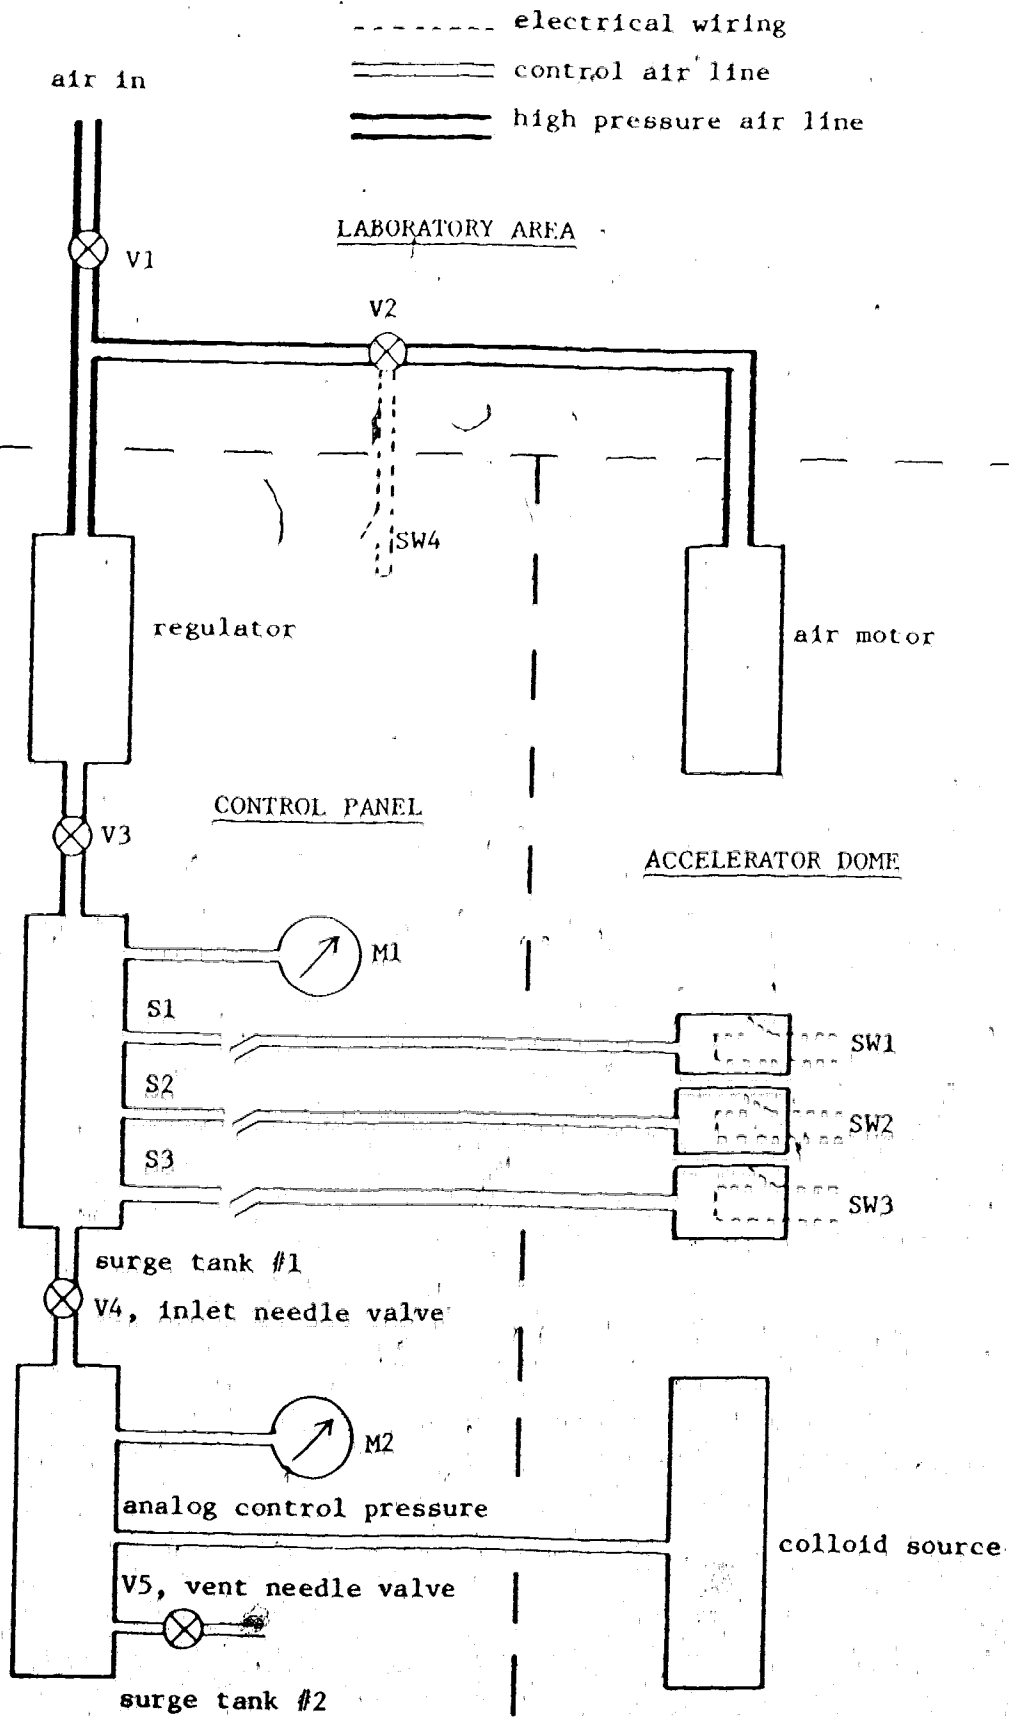 electrical wiring
control air line
high pressure air line
air in
LABORATORY AREA
V1
V2
SW4
regulator
air motor
CONTROL PANEL
V3
ACCELERATOR DOME
M1
S1
SW1
S2
SW2
S3
SW3
surge tank #1
V4, inlet needle valve
M2
analog control pressure
colloid source
V5, vent needle valve
surge tank #2